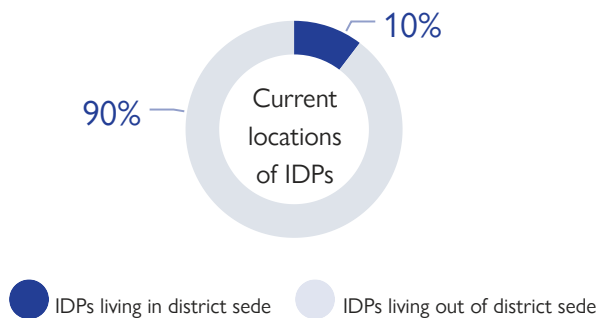 10%
90%
Current
locations
of IDPs
IDPs living in district sede
IDPs living out of district sede